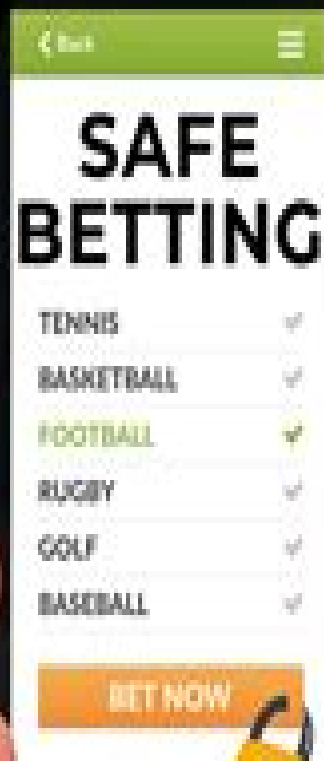 Back
SAFE
BETTING
TENNIS
BASKETBALL
FOOTBALL
RUGBY
GOLF
BASEBALL
BET NOW